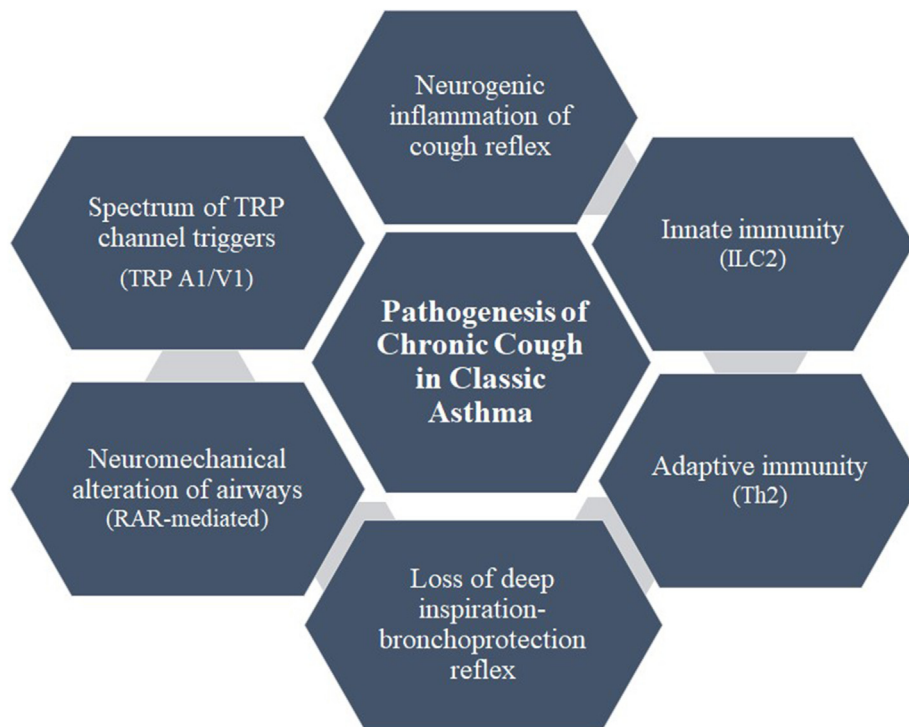 Neurogenic
inflammation of
cough reflex
Spectrum of TRP
channel triggers
(TRP A1/V1)
Innate immunity
(ILC2)
Pathogenesis of
Chronic Cough
in Classic
Asthma
Neuromechanical
alteration of airways
(RAR-mediated)
Adaptive immunity
(Th2)
Loss of deep
inspiration-
bronchoprotection
reflex